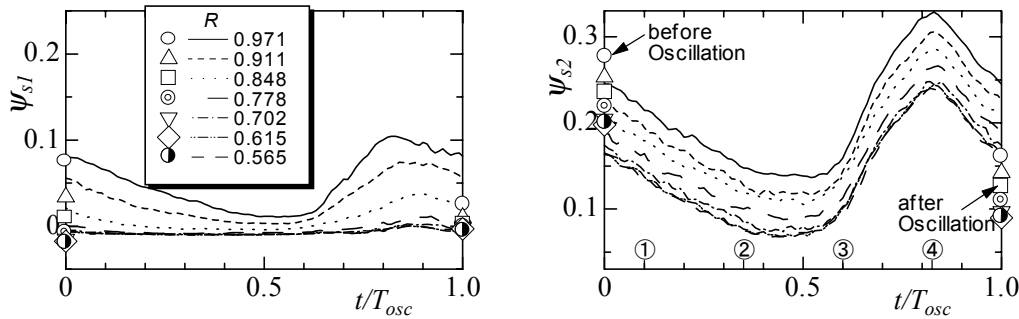 0.2
0.1
0
ψs1
R
0.971
0.911
0.848
0.778
0.702
0.615
0.565
0
0.5
1.0
t/Tosc
0.3
0.2
0.1
ψs2
before
Oscillation
after
Oscillation
① ② ③ ④
0
0.5
1.0
t/Tosc